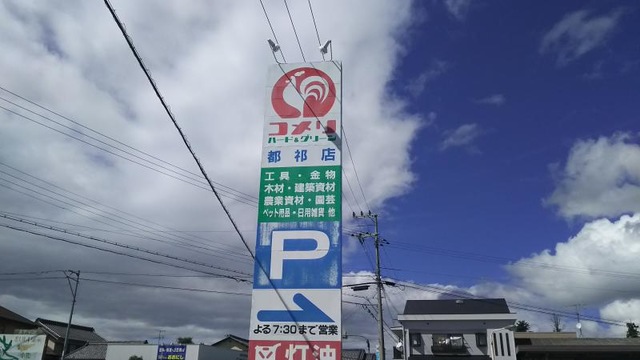 コメリ
ハード&グリーン
都祁店
工具・金物
木材・建築資材
農業資材・園芸
ペット用品・日用雑貨 他
P
よる7:30まで営業
灯油